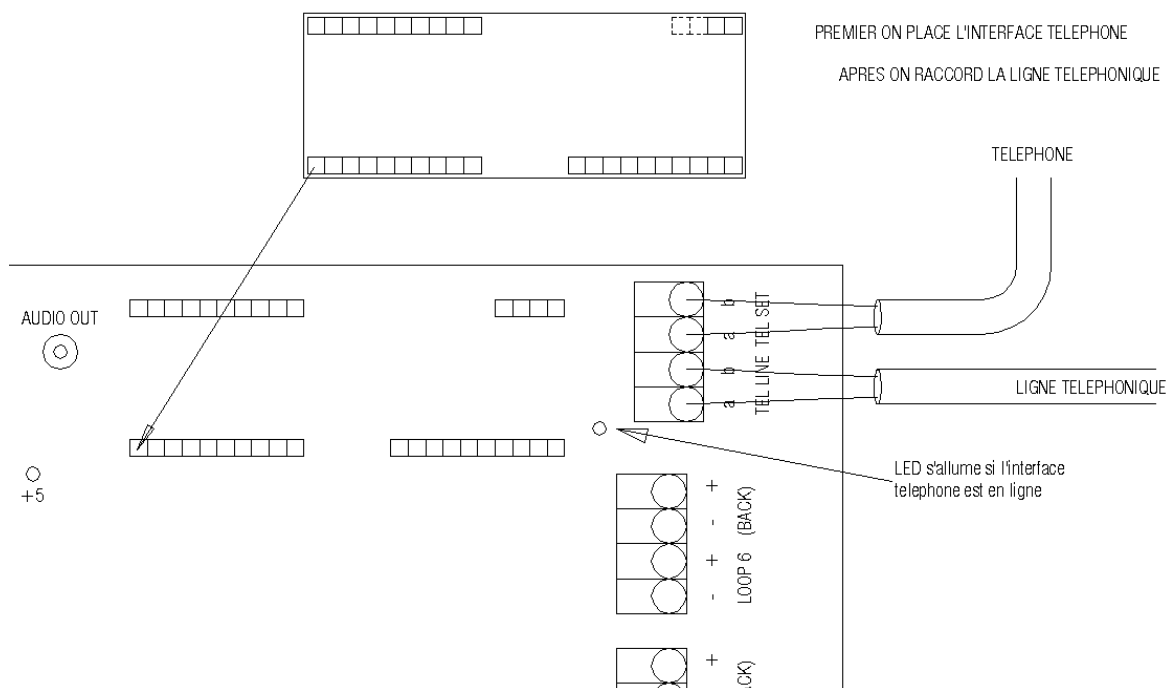 PREMIER ON PLACE L'INTERFACE TELEPHONE
APRES ON RACCORD LA LIGNE TELEPHONIQUE
TELEPHONE
AUDIO OUT
b
a
TEL SET
b
a
TEL LINE
LIGNE TELEPHONIQUE
LED s'allume si l'interface
telephone est en ligne
+5
+
-
(BACK)
+
-
LOOP 6
+